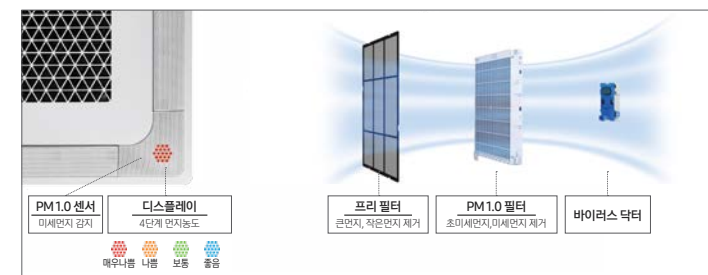 PM1.0 센서
미세먼지 감지
디스플레이
4단계 먼지농도
매우나쁨
나쁨
보통
좋음
프리 필터
큰먼지, 작은먼지 제거
PM1.0 필터
초미세먼지,미세먼지 제거
바이러스 닥터